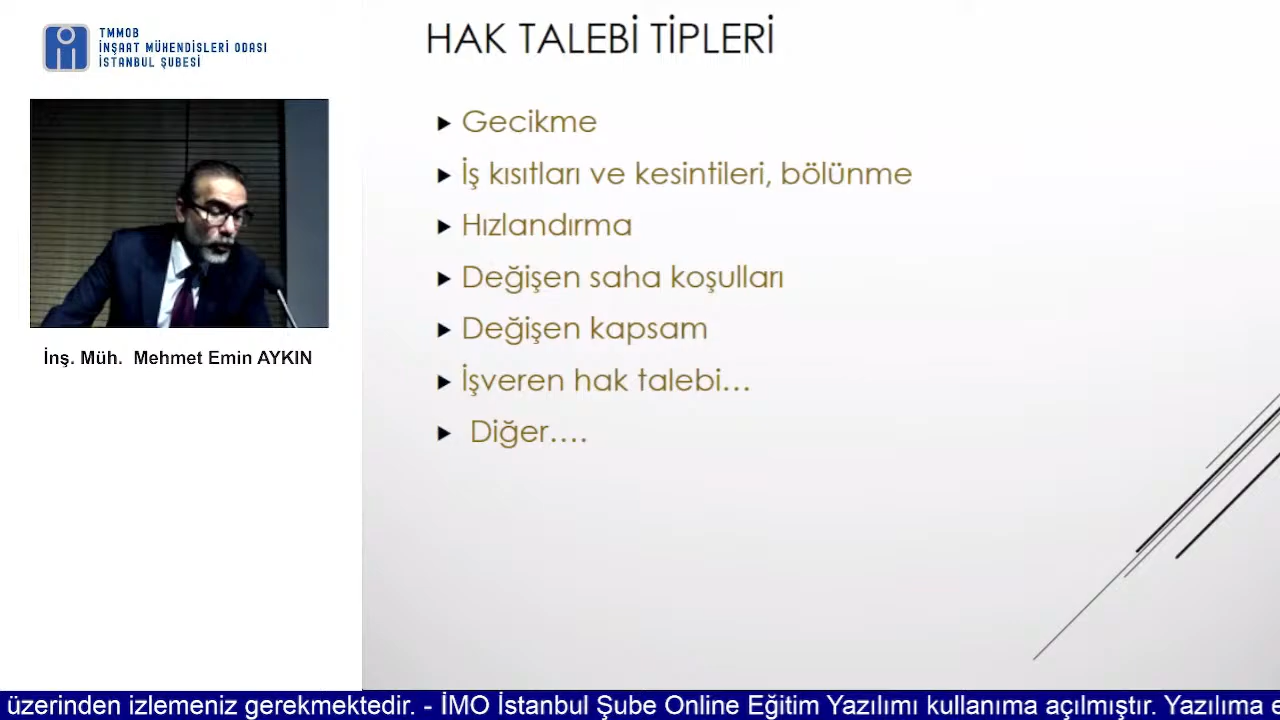 TMMOB
İNŞAAT MÜHENDİSLERİ ODASI
İSTANBUL ŞUBESİ
İnş. Müh. Mehmet Emin AYKIN
HAK TALEBİ TİPLERİ
Gecikme
İş kısıtları ve kesintileri, bölünme
Hızlandırma
Değişen saha koşulları
Değişen kapsam
İşveren hak talebi…
Diğer….
üzerinden izlemeniz gerekmektedir. - İMO İstanbul Şube Online Eğitim Yazılımı kullanıma açılmıştır. Yazılıma e